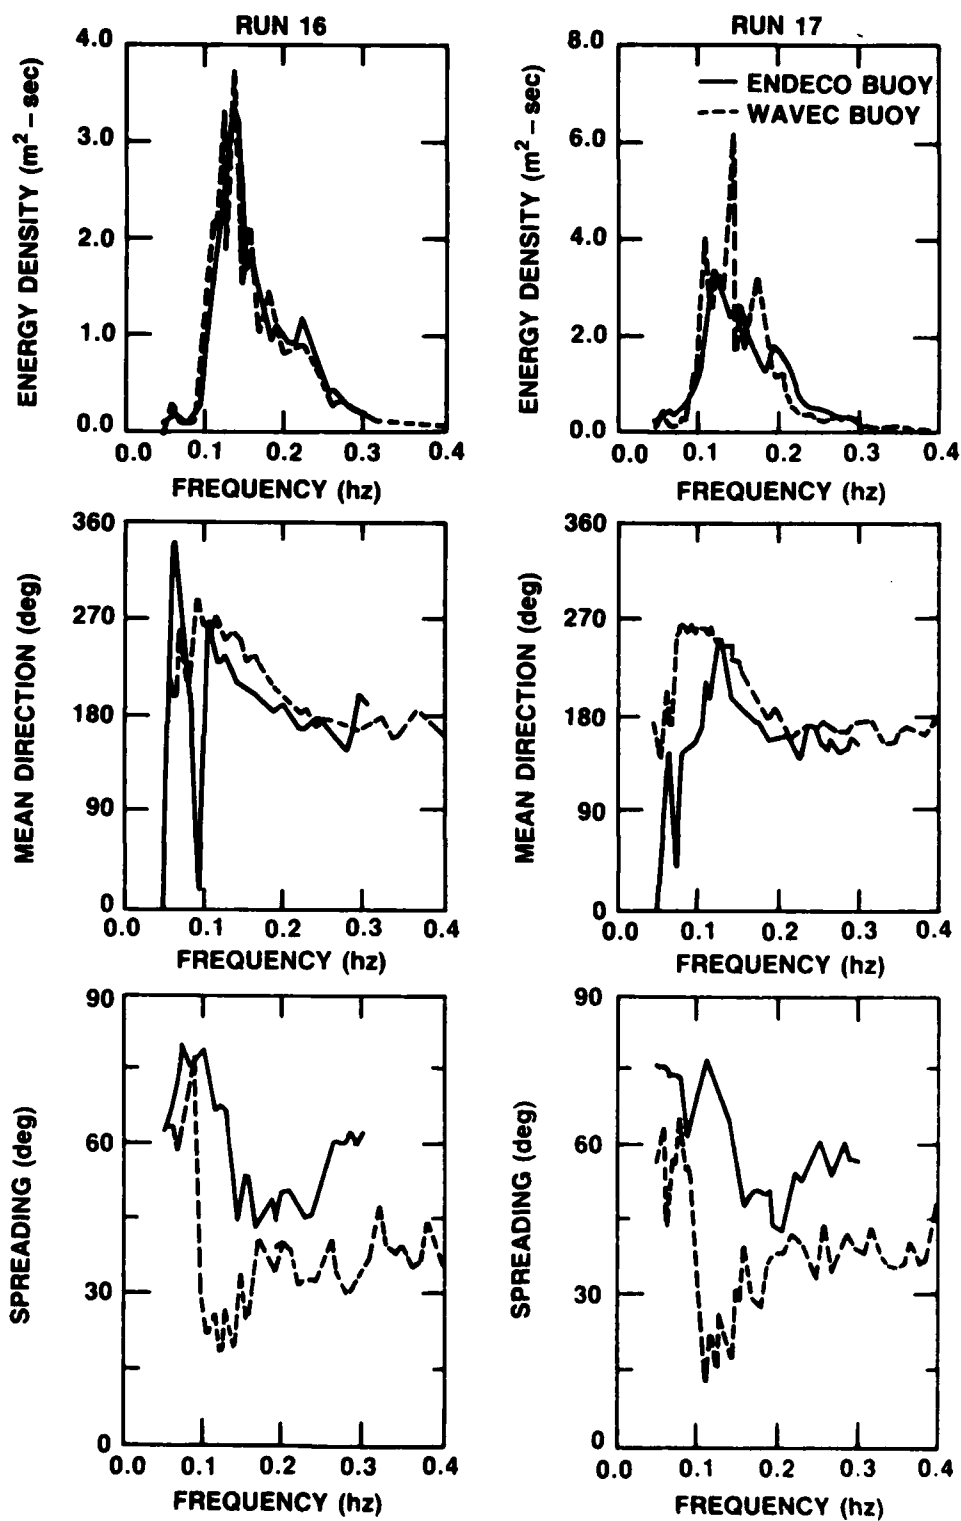 RUN 16
4.0
3.0
2.0
1.0
0.0
ENERGY DENSITY (m² – sec)
0.0 0.1 0.2 0.3 0.4
FREQUENCY (hz)
RUN 17
8.0
6.0
4.0
2.0
0.0
ENERGY DENSITY (m² – sec)
ENDECO BUOY
WAVEC BUOY
0.0 0.1 0.2 0.3 0.4
FREQUENCY (hz)
360
270
180
90
0
MEAN DIRECTION (deg)
0.0 0.1 0.2 0.3 0.4
FREQUENCY (hz)
360
270
180
90
0
MEAN DIRECTION (deg)
0.0 0.1 0.2 0.3 0.4
FREQUENCY (hz)
90
60
30
0
SPREADING (deg)
0.0 0.1 0.2 0.3 0.4
FREQUENCY (hz)
90
60
30
0
SPREADING (deg)
0.0 0.1 0.2 0.3 0.4
FREQUENCY (hz)